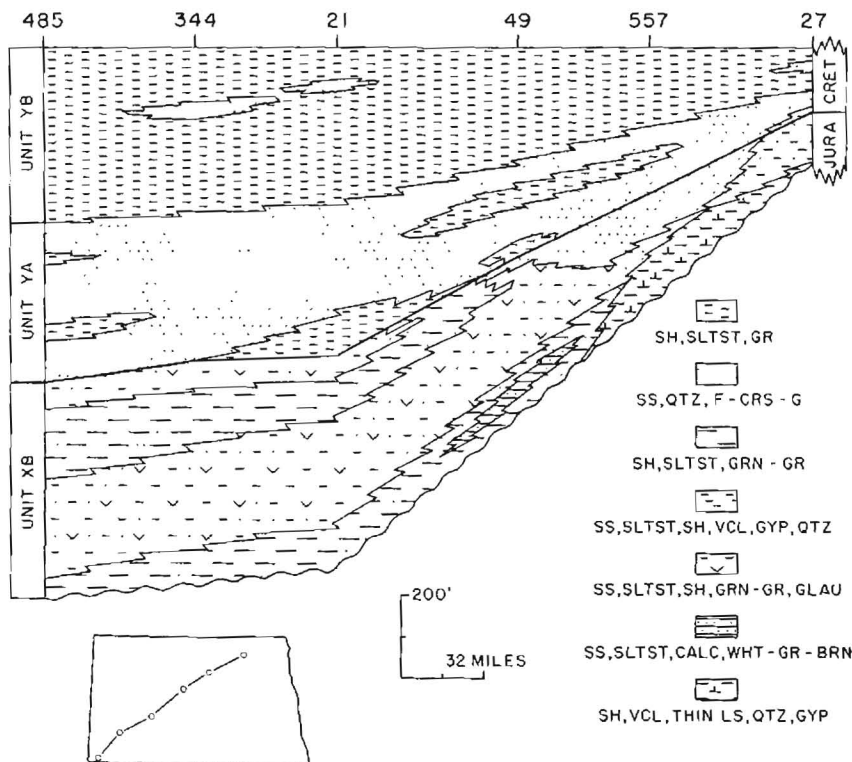 485 344 21 49 557 27
UNIT YB
UNIT YA
UNIT XB
CRET
JURA
SH,SLTST,GR
SS,QTZ,F-CRS-G
SH,SLTST,GRN-GR
SS,SLTST,SH,VCL,GYP,QTZ
SS,SLTST,SH,GRN-GR,GLAU
SS,SLTST,CALC,WHT-GR-BRN
SH,VCL,THIN LS,QTZ,GYP
200'
32 MILES